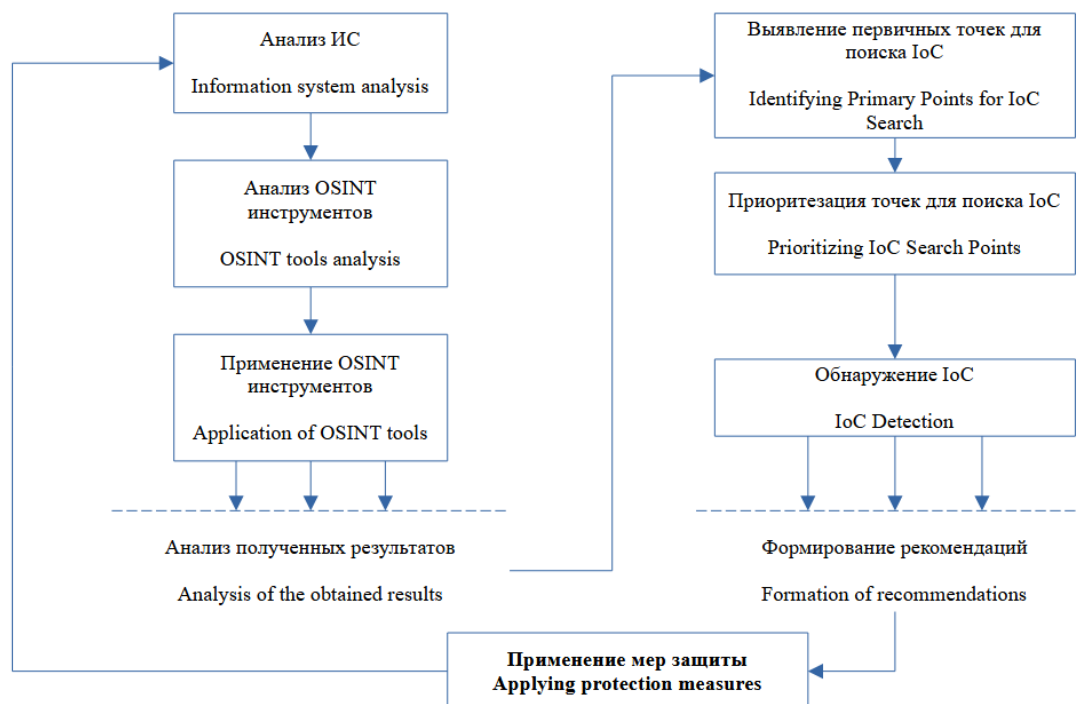 Анализ ИС
Information system analysis
Анализ OSINT
инструментов
OSINT tools analysis
Применение OSINT
инструментов
Application of OSINT tools
Анализ полученных результатов
Analysis of the obtained results
Выявление первичных точек для
поиска IoC
Identifying Primary Points for IoC
Search
Приоритезация точек для поиска IoC
Prioritizing IoC Search Points
Обнаружение IoC
IoC Detection
Формирование рекомендаций
Formation of recommendations
Применение мер защиты
Applying protection measures